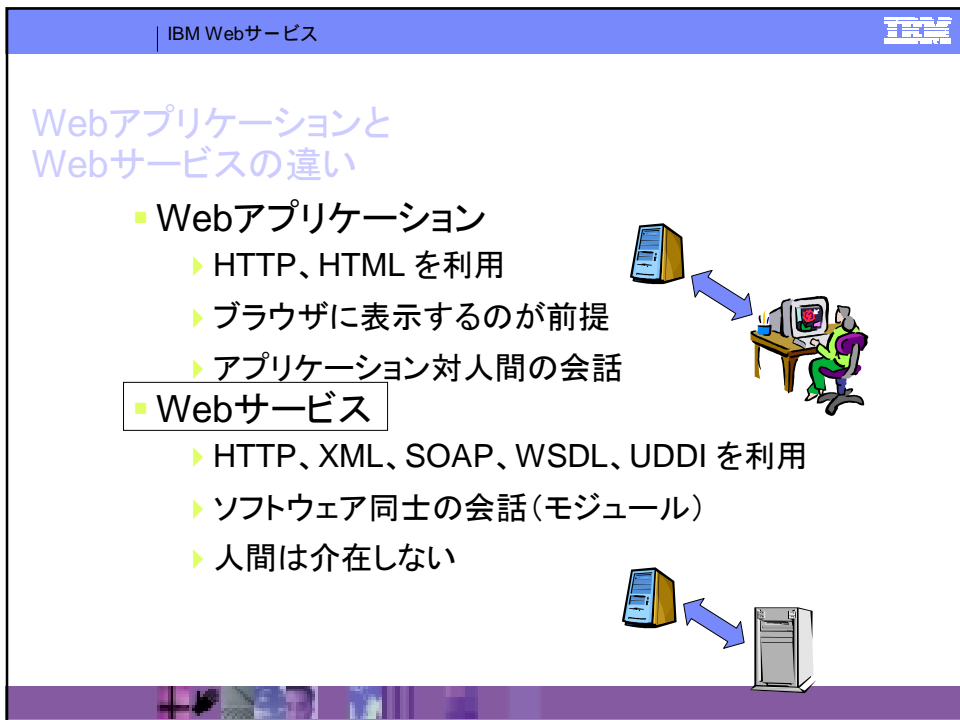 IBM Webサービス
IBM
Webアプリケーションと
Webサービスの違い
Webアプリケーション
HTTP、HTML を利用
ブラウザに表示するのが前提
アプリケーション対人間の会話
Webサービス
HTTP、XML、SOAP、WSDL、UDDI を利用
ソフトウェア同士の会話（モジュール）
人間は介在しない